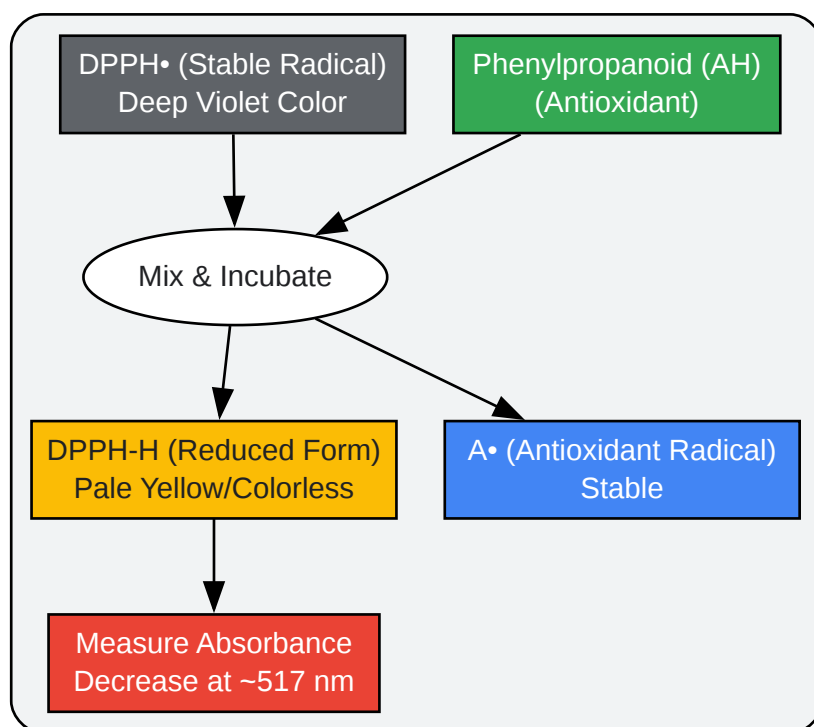 DPPH• (Stable Radical)
Deep Violet Color
Phenylpropanoid (AH)
(Antioxidant)
Mix & Incubate
DPPH-H (Reduced Form)
Pale Yellow/Colorless
A• (Antioxidant Radical)
Stable
Measure Absorbance
Decrease at ~517 nm